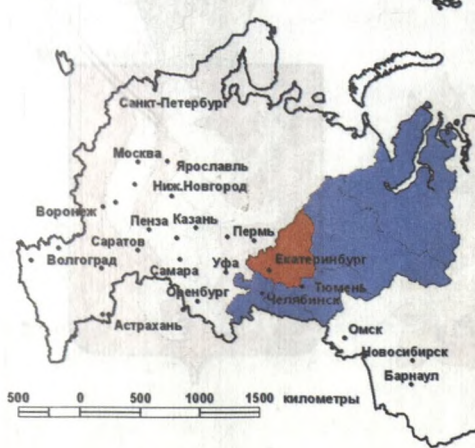 Санкт-Петербург
Москва
Ярославль
Ниж.Новгород
Воронеж
Пенза
Казань
Пермь
Саратов
Екатеринбург
Волгоград
Самара
Уфа
Тюмень
Оренбург
Челябинск
Астрахань
Омск
Новосибирск
Барнаул
500 0 500 1000 1500 километры